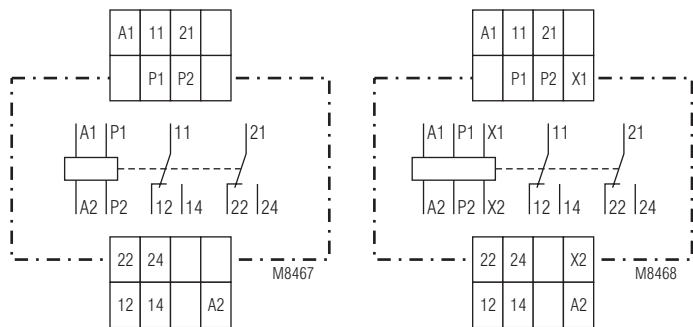 A1 11 21
P1 P2
A1 P1 11 21
A2 P2 12 14 22 24
22 24
12 14 A2
M8467
A1 11 21
P1 P2 X1
A1 P1 X1 11 21
A2 P2 X2 12 14 22 24
22 24 X2
12 14 A2
M8468